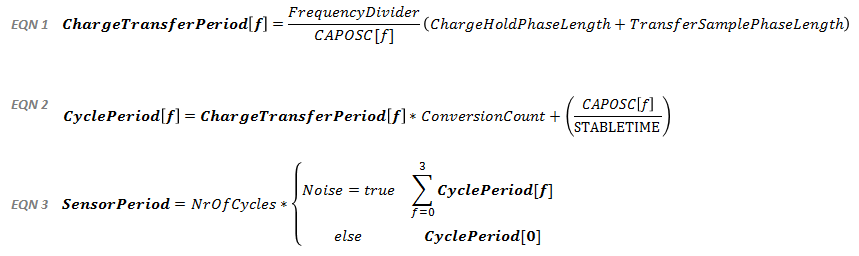 EQN 1 ChargeTransferPeriod[f] = FrequencyDivider / CAPOSC[f] (ChargeHoldPhaseLength + TransferSamplePhaseLength)
EQN 2 CyclePeriod[f] = ChargeTransferPeriod[f] * ConversionCount + (CAPOSC[f] / STABLETIME)
EQN 3 SensorPeriod = NrOfCycles * { Noise = true 3 ∑ f=0 CyclePeriod[f]
else CyclePeriod[0]